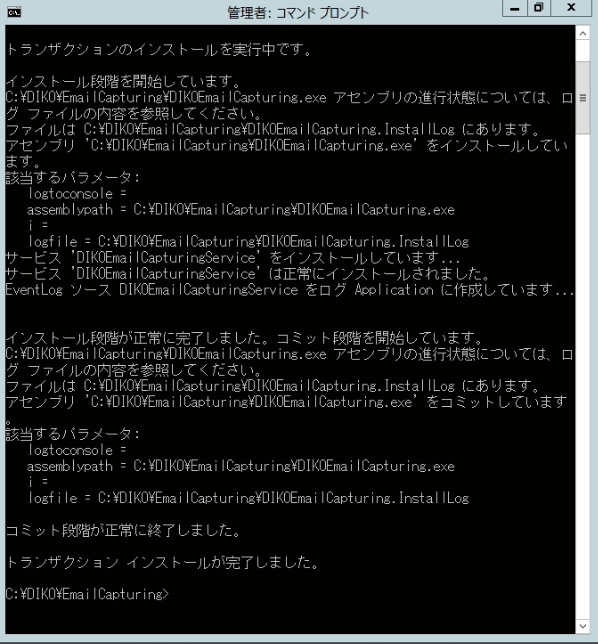 管理者: コマンド プロンプト
トランザクションのインストールを実行中です。
インストール段階を開始しています。
C:¥DIKO¥EmailCapturing¥DIKOEmailCapturing.exe アセンブリの進行状態については、ロ
グ ファイルの内容を参照してください。
ファイルは C:¥DIKO¥EmailCapturing¥DIKOEmailCapturing.InstallLog にあります。
アセンブリ 'C:¥DIKO¥EmailCapturing¥DIKOEmailCapturing.exe' をインストールしてい
ます。
該当するパラメータ:
logtoconsole =
assemblypath = C:¥DIKO¥EmailCapturing¥DIKOEmailCapturing.exe
i =
logfile = C:¥DIKO¥EmailCapturing¥DIKOEmailCapturing.InstallLog
サービス 'DIKOEmailCapturingService' をインストールしています...
サービス 'DIKOEmailCapturingService' は正常にインストールされました。
EventLog ソース DIKOEmailCapturingService をログ Application に作成しています...
インストール段階が正常に完了しました。コミット段階を開始しています。
C:¥DIKO¥EmailCapturing¥DIKOEmailCapturing.exe アセンブリの進行状態については、ロ
グ ファイルの内容を参照してください。
ファイルは C:¥DIKO¥EmailCapturing¥DIKOEmailCapturing.InstallLog にあります。
アセンブリ 'C:¥DIKO¥EmailCapturing¥DIKOEmailCapturing.exe' をコミットしています
。
該当するパラメータ:
logtoconsole =
assemblypath = C:¥DIKO¥EmailCapturing¥DIKOEmailCapturing.exe
i =
logfile = C:¥DIKO¥EmailCapturing¥DIKOEmailCapturing.InstallLog
コミット段階が正常に終了しました。
トランザクション インストールが完了しました。
C:¥DIKO¥EmailCapturing>